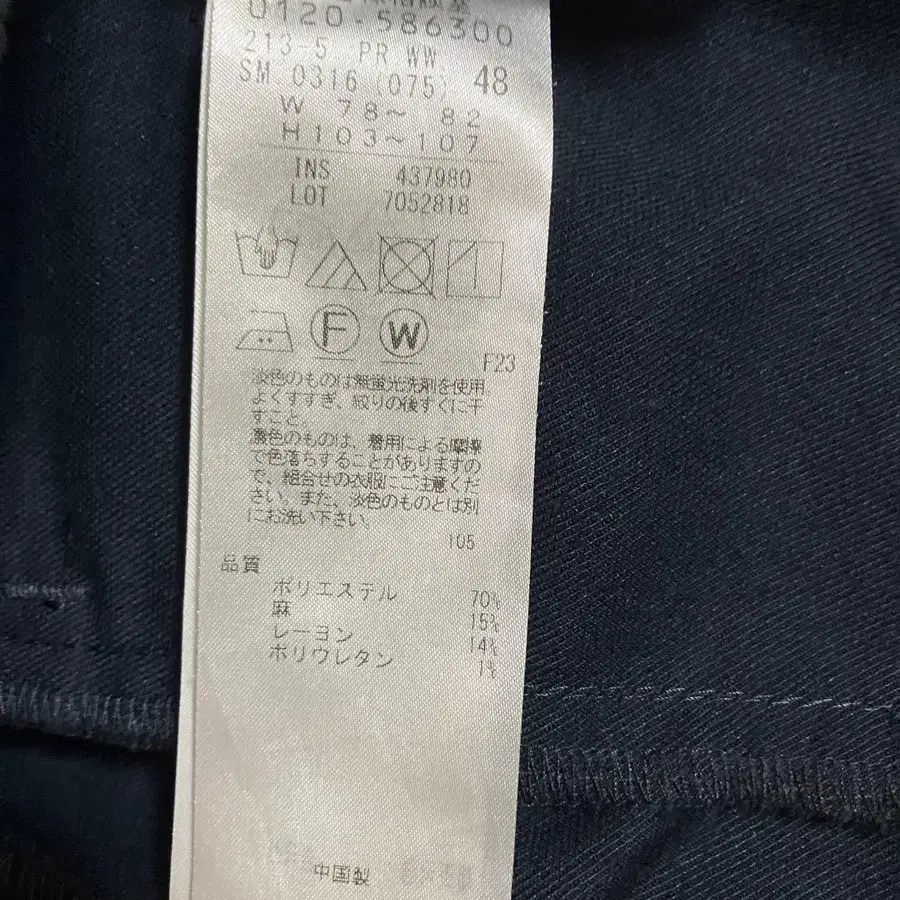 0120-586300
213-5 PR WW
SM 0316 (075) 48
W 78～ 82
H103～107
INS 437980
LOT 7052818
F
W
F23
淡色のものは無蛍光洗剤を使用
よくすすぎ、絞りの後すぐに干
すこと。
濃色のものは、着用による摩擦
で色落ちすることがありますの
で、組合せの衣服にご注意くだ
さい。また、淡色のものとは別
にお洗い下さい。
105
品質
ポリエステル 70%
麻 15%
レーヨン 14%
ポリウレタン 1%
中国製